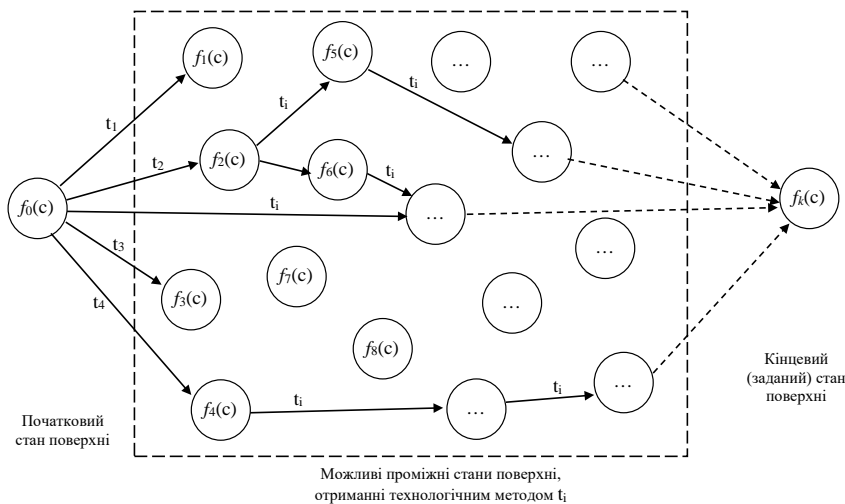 f₁(c)
f₅(c)
...
...
tᵢ
tᵢ
t₁
t₂
f₂(c)
f₆(c)
tᵢ
...
f₀(c)
tᵢ
...
fₖ(c)
t₃
t₄
f₃(c)
f₇(c)
...
...
f₈(c)
f₄(c)
tᵢ
...
tᵢ
...
Початковий
стан поверхні
Кінцевий
(заданий) стан
поверхні
Можливі проміжні стани поверхні,
отриманні технологічним методом tᵢ